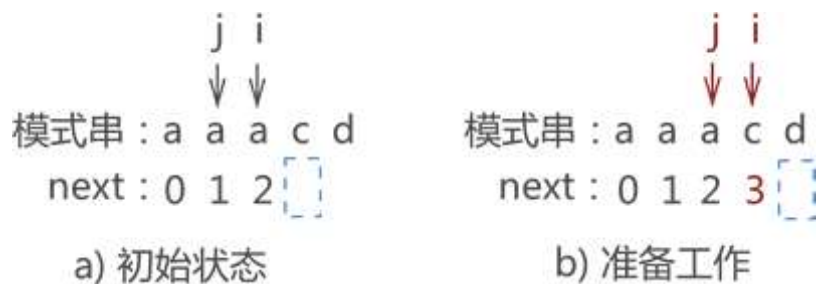 j i
模式串：a a a c d
next：0 1 2
a) 初始状态
j i
模式串：a a a c d
next：0 1 2 3
b) 准备工作